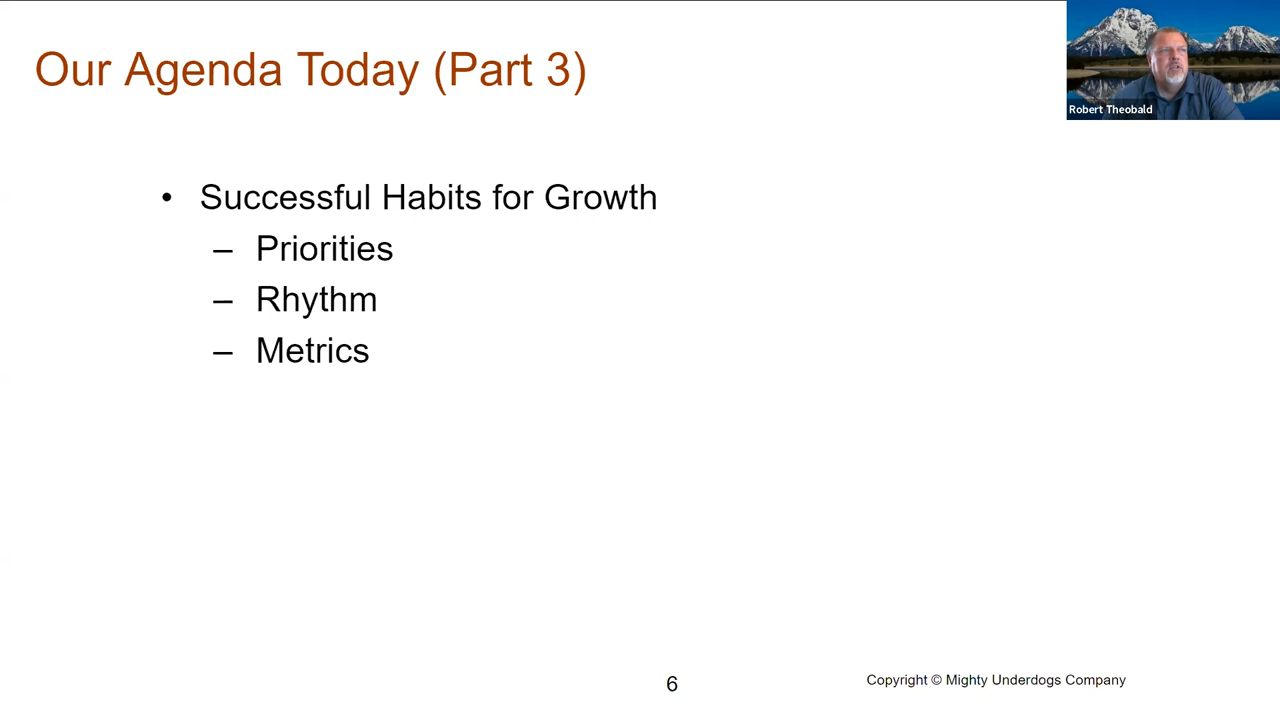 Our Agenda Today (Part 3)
Robert Theobald
• Successful Habits for Growth
– Priorities
– Rhythm
– Metrics
6
Copyright © Mighty Underdogs Company